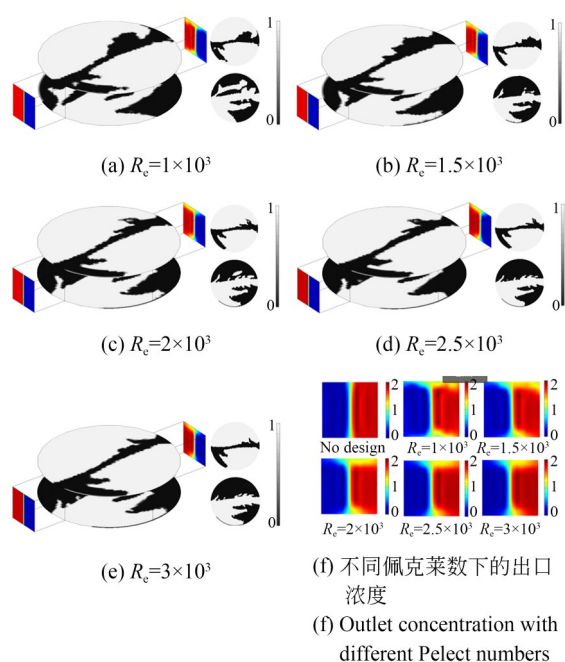 1
0
1
0
(a) Re=1×10³
(b) Re=1.5×10³
1
0
1
0
(c) Re=2×10³
(d) Re=2.5×10³
1
0
(e) Re=3×10³
2
1
0
2
1
0
2
1
0
No design
Re=1×10³
Re=1.5×10³
2
1
0
2
1
0
2
1
0
Re=2×10³
Re=2.5×10³
Re=3×10³
(f) 不同佩克莱数下的出口
浓度
(f) Outlet concentration with
different Pelect numbers